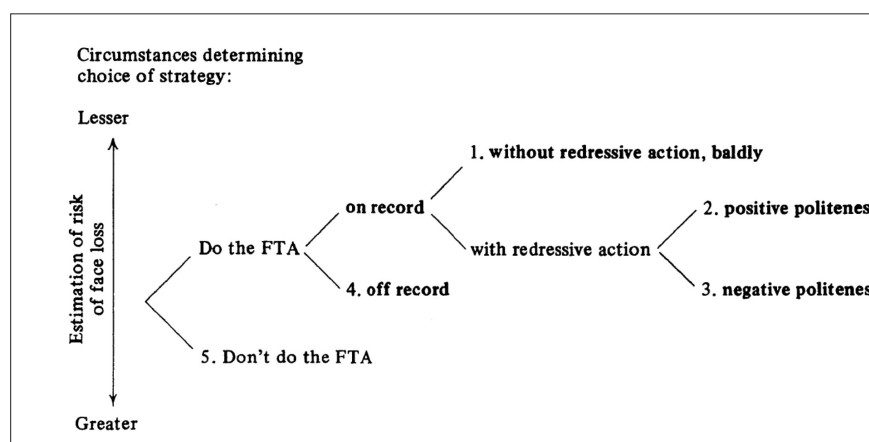 Circumstances determining
choice of strategy:
Lesser
1. without redressive action, baldly
on record
2. positive politenes
Do the FTA
with redressive action
4. off record
3. negative politenes
Estimation of risk
of face loss
5. Don't do the FTA
Greater